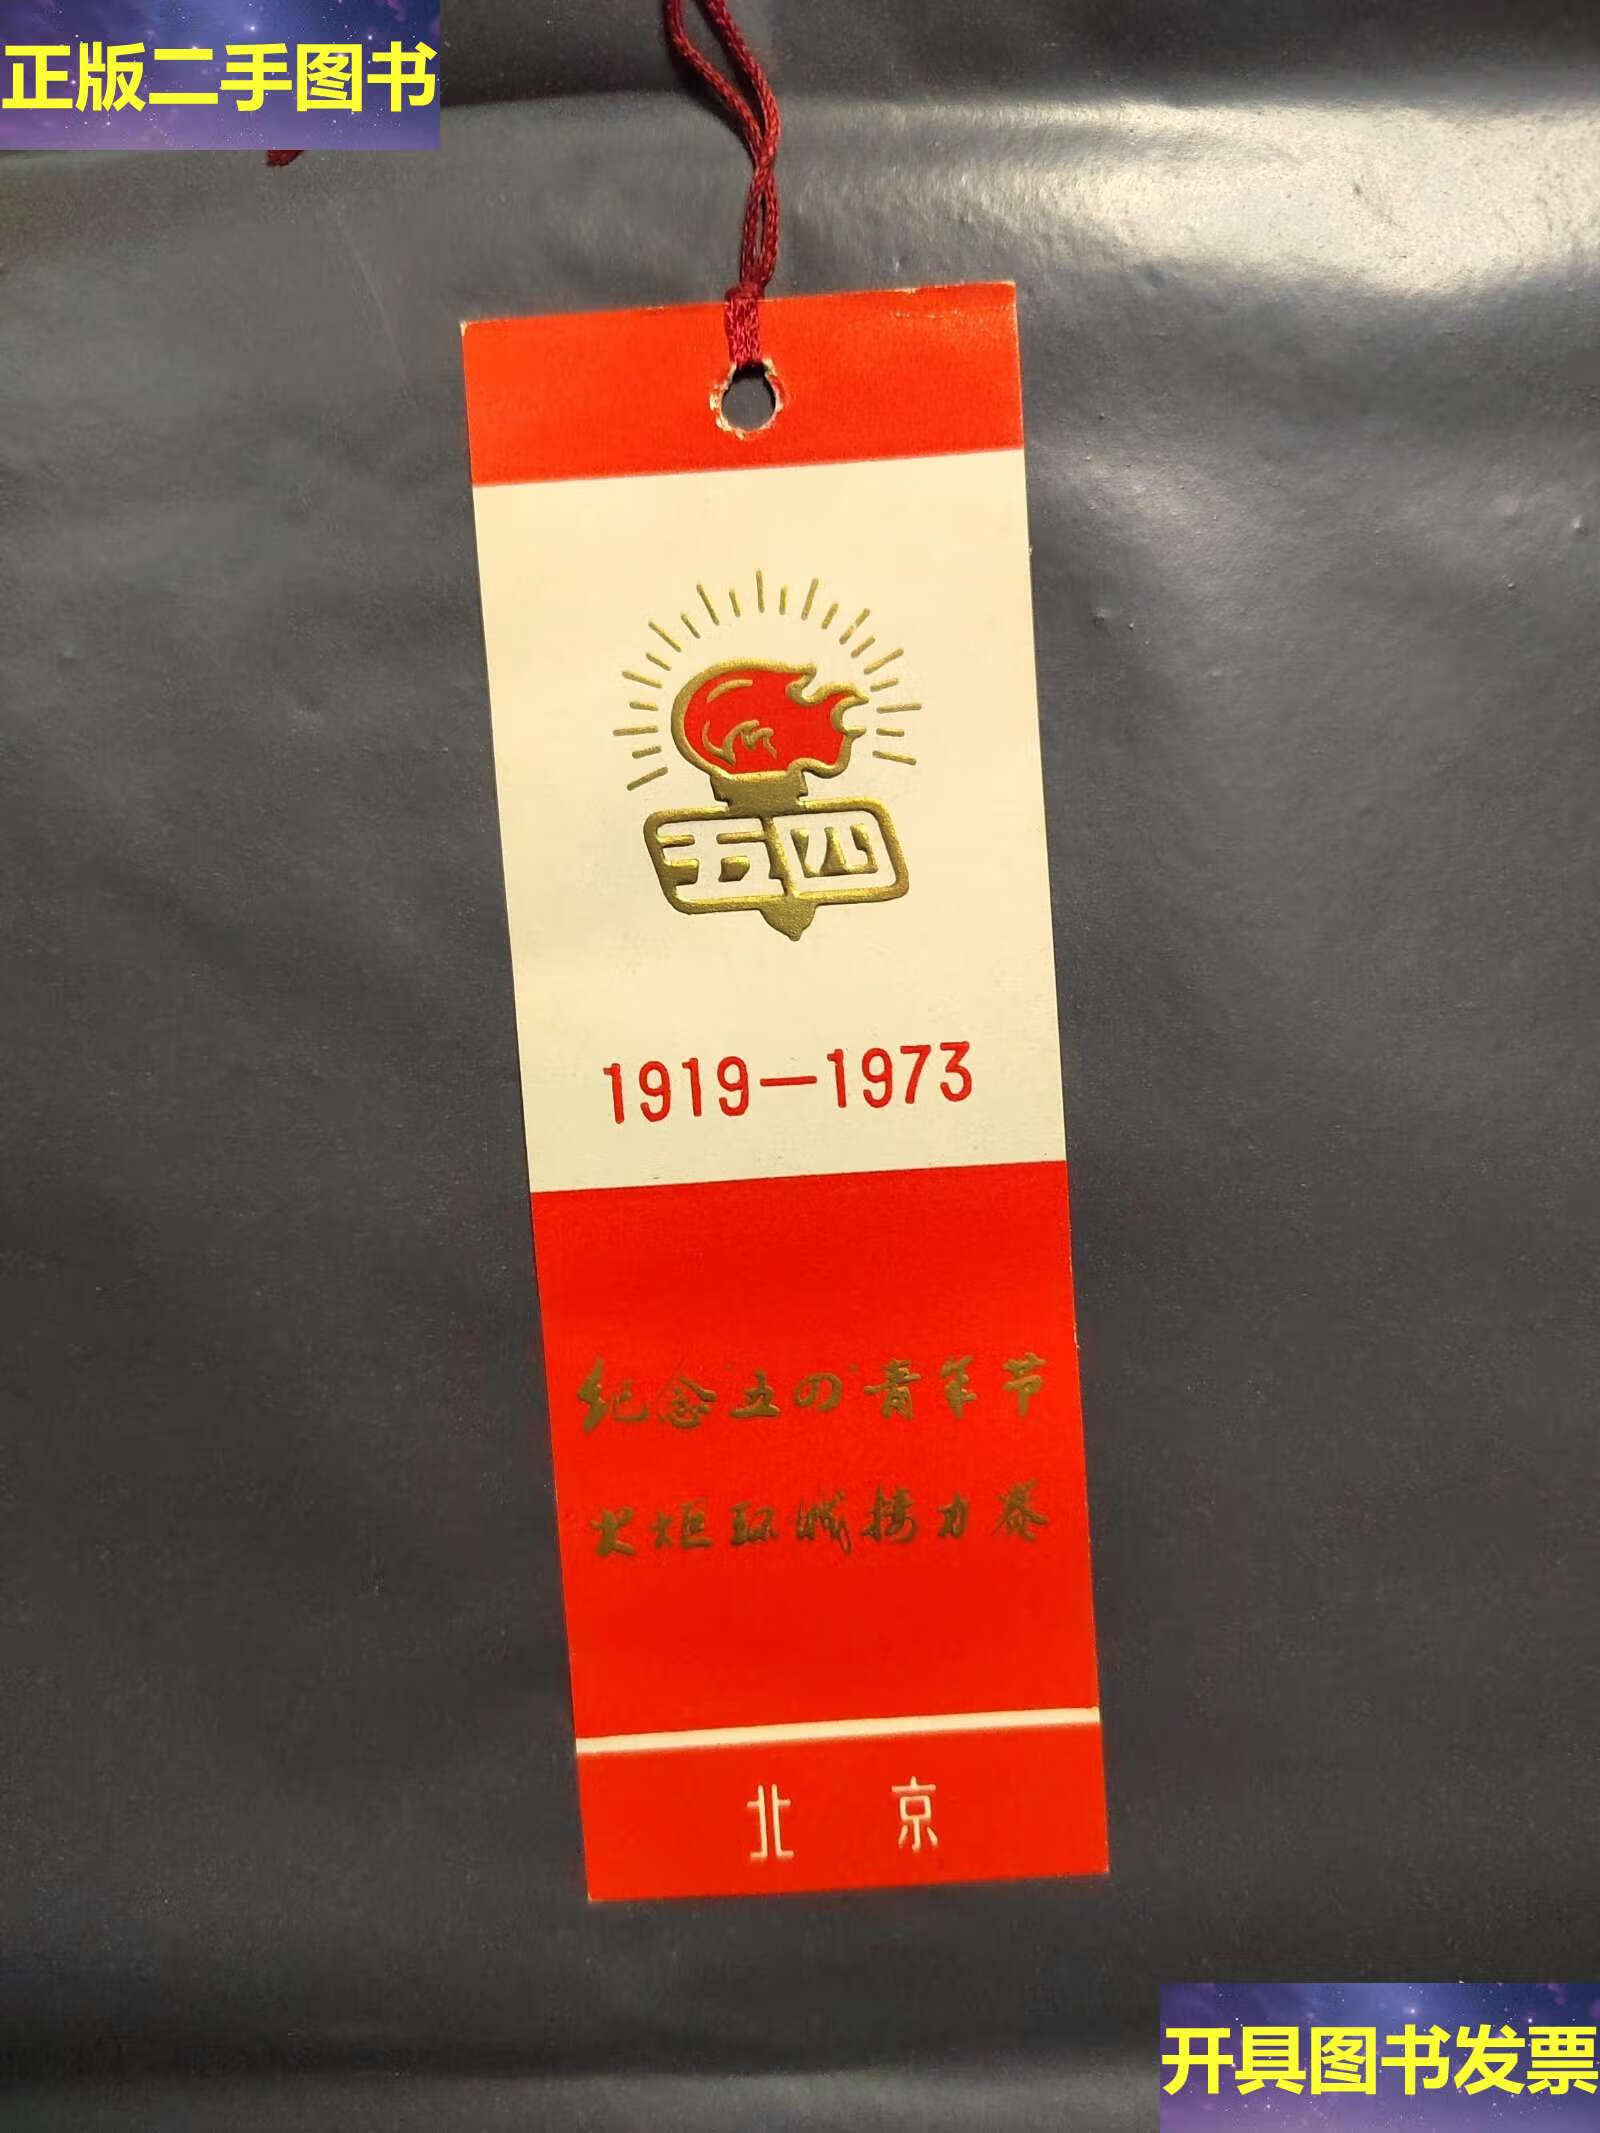 正版二手图书
五四
1919—1973
纪念"五四"青年节
火炬环城接力赛
北京
开具图书发票